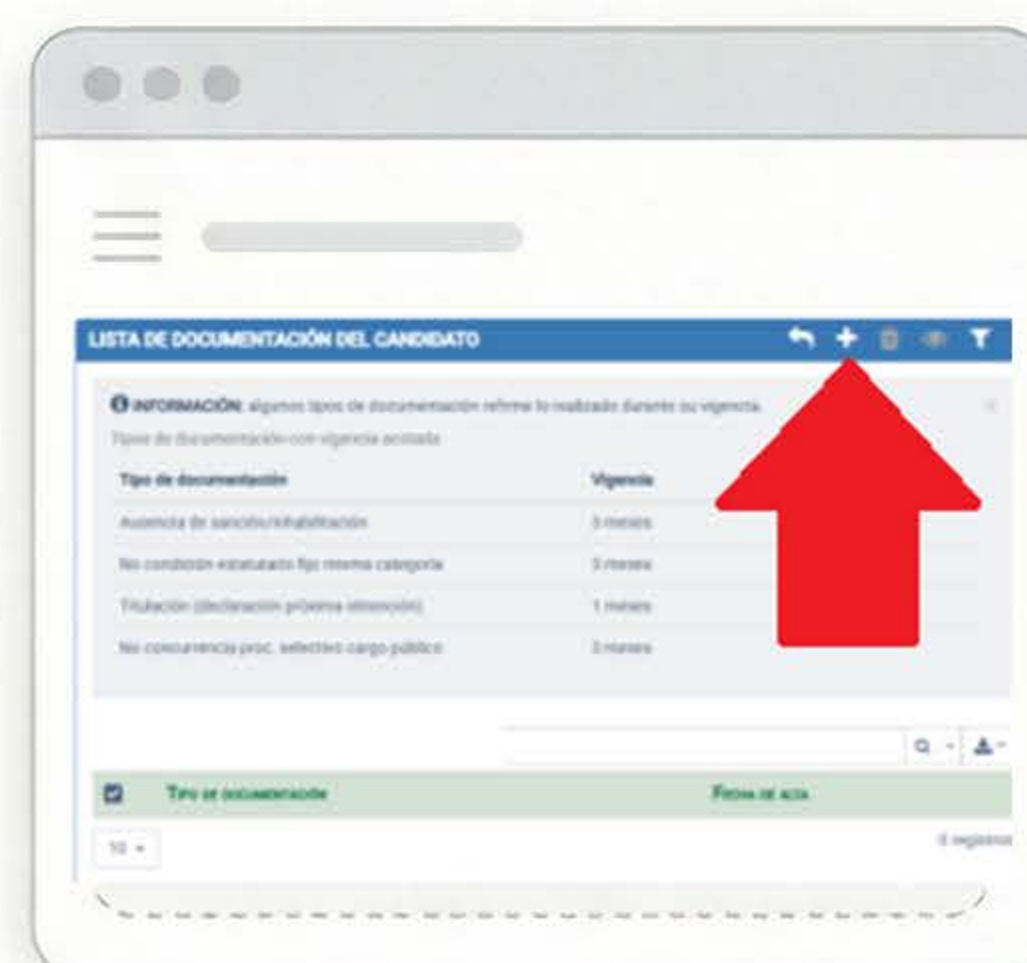 LISTA DE DOCUMENTACIÓN DEL CANDIDATO
INFORMACIÓN: algunos tipos de documentación refirme lo realizado durante su vigencia.
Tipos de documentación con vigencia acotada
Tipo de documentación Vigencia
Ausencia de sanción/inhabilitación 3 meses
No condición estatutario fijo misma categoría 3 meses
Titulación (declaración próxima obtención) 1 meses
No concurrencia proc. selectivo cargo público 3 meses
TIPO DE DOCUMENTACIÓN FECHA DE ALTA
10
0 registros